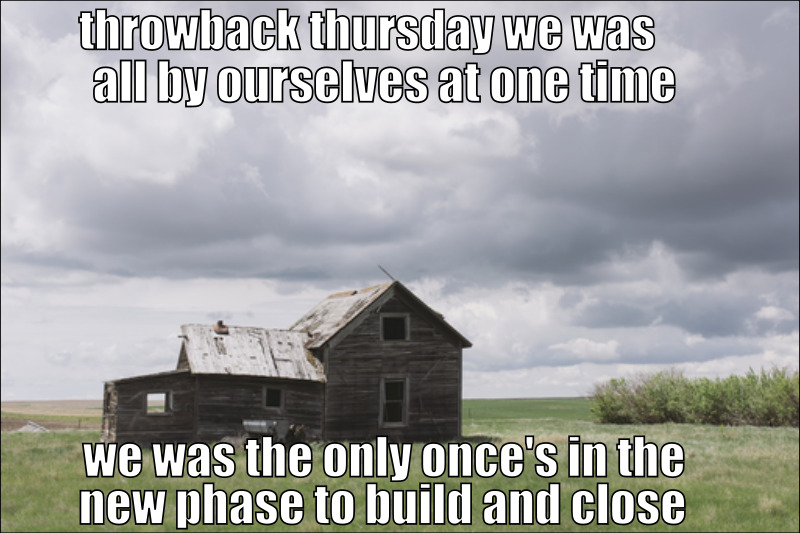 throwback thursday we was
all by ourselves at one time
we was the only once's in the
new phase to build and close